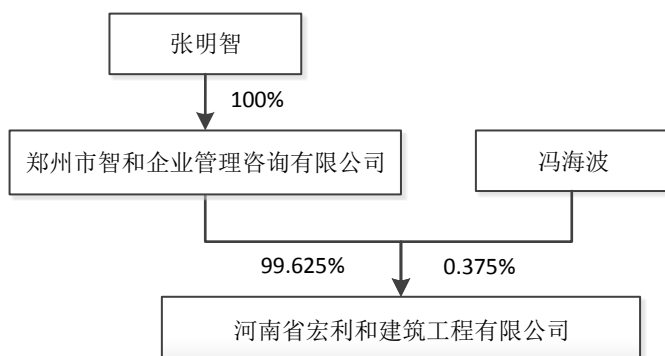 张明智
100%
郑州市智和企业管理咨询有限公司
冯海波
99.625%
0.375%
河南省宏利和建筑工程有限公司